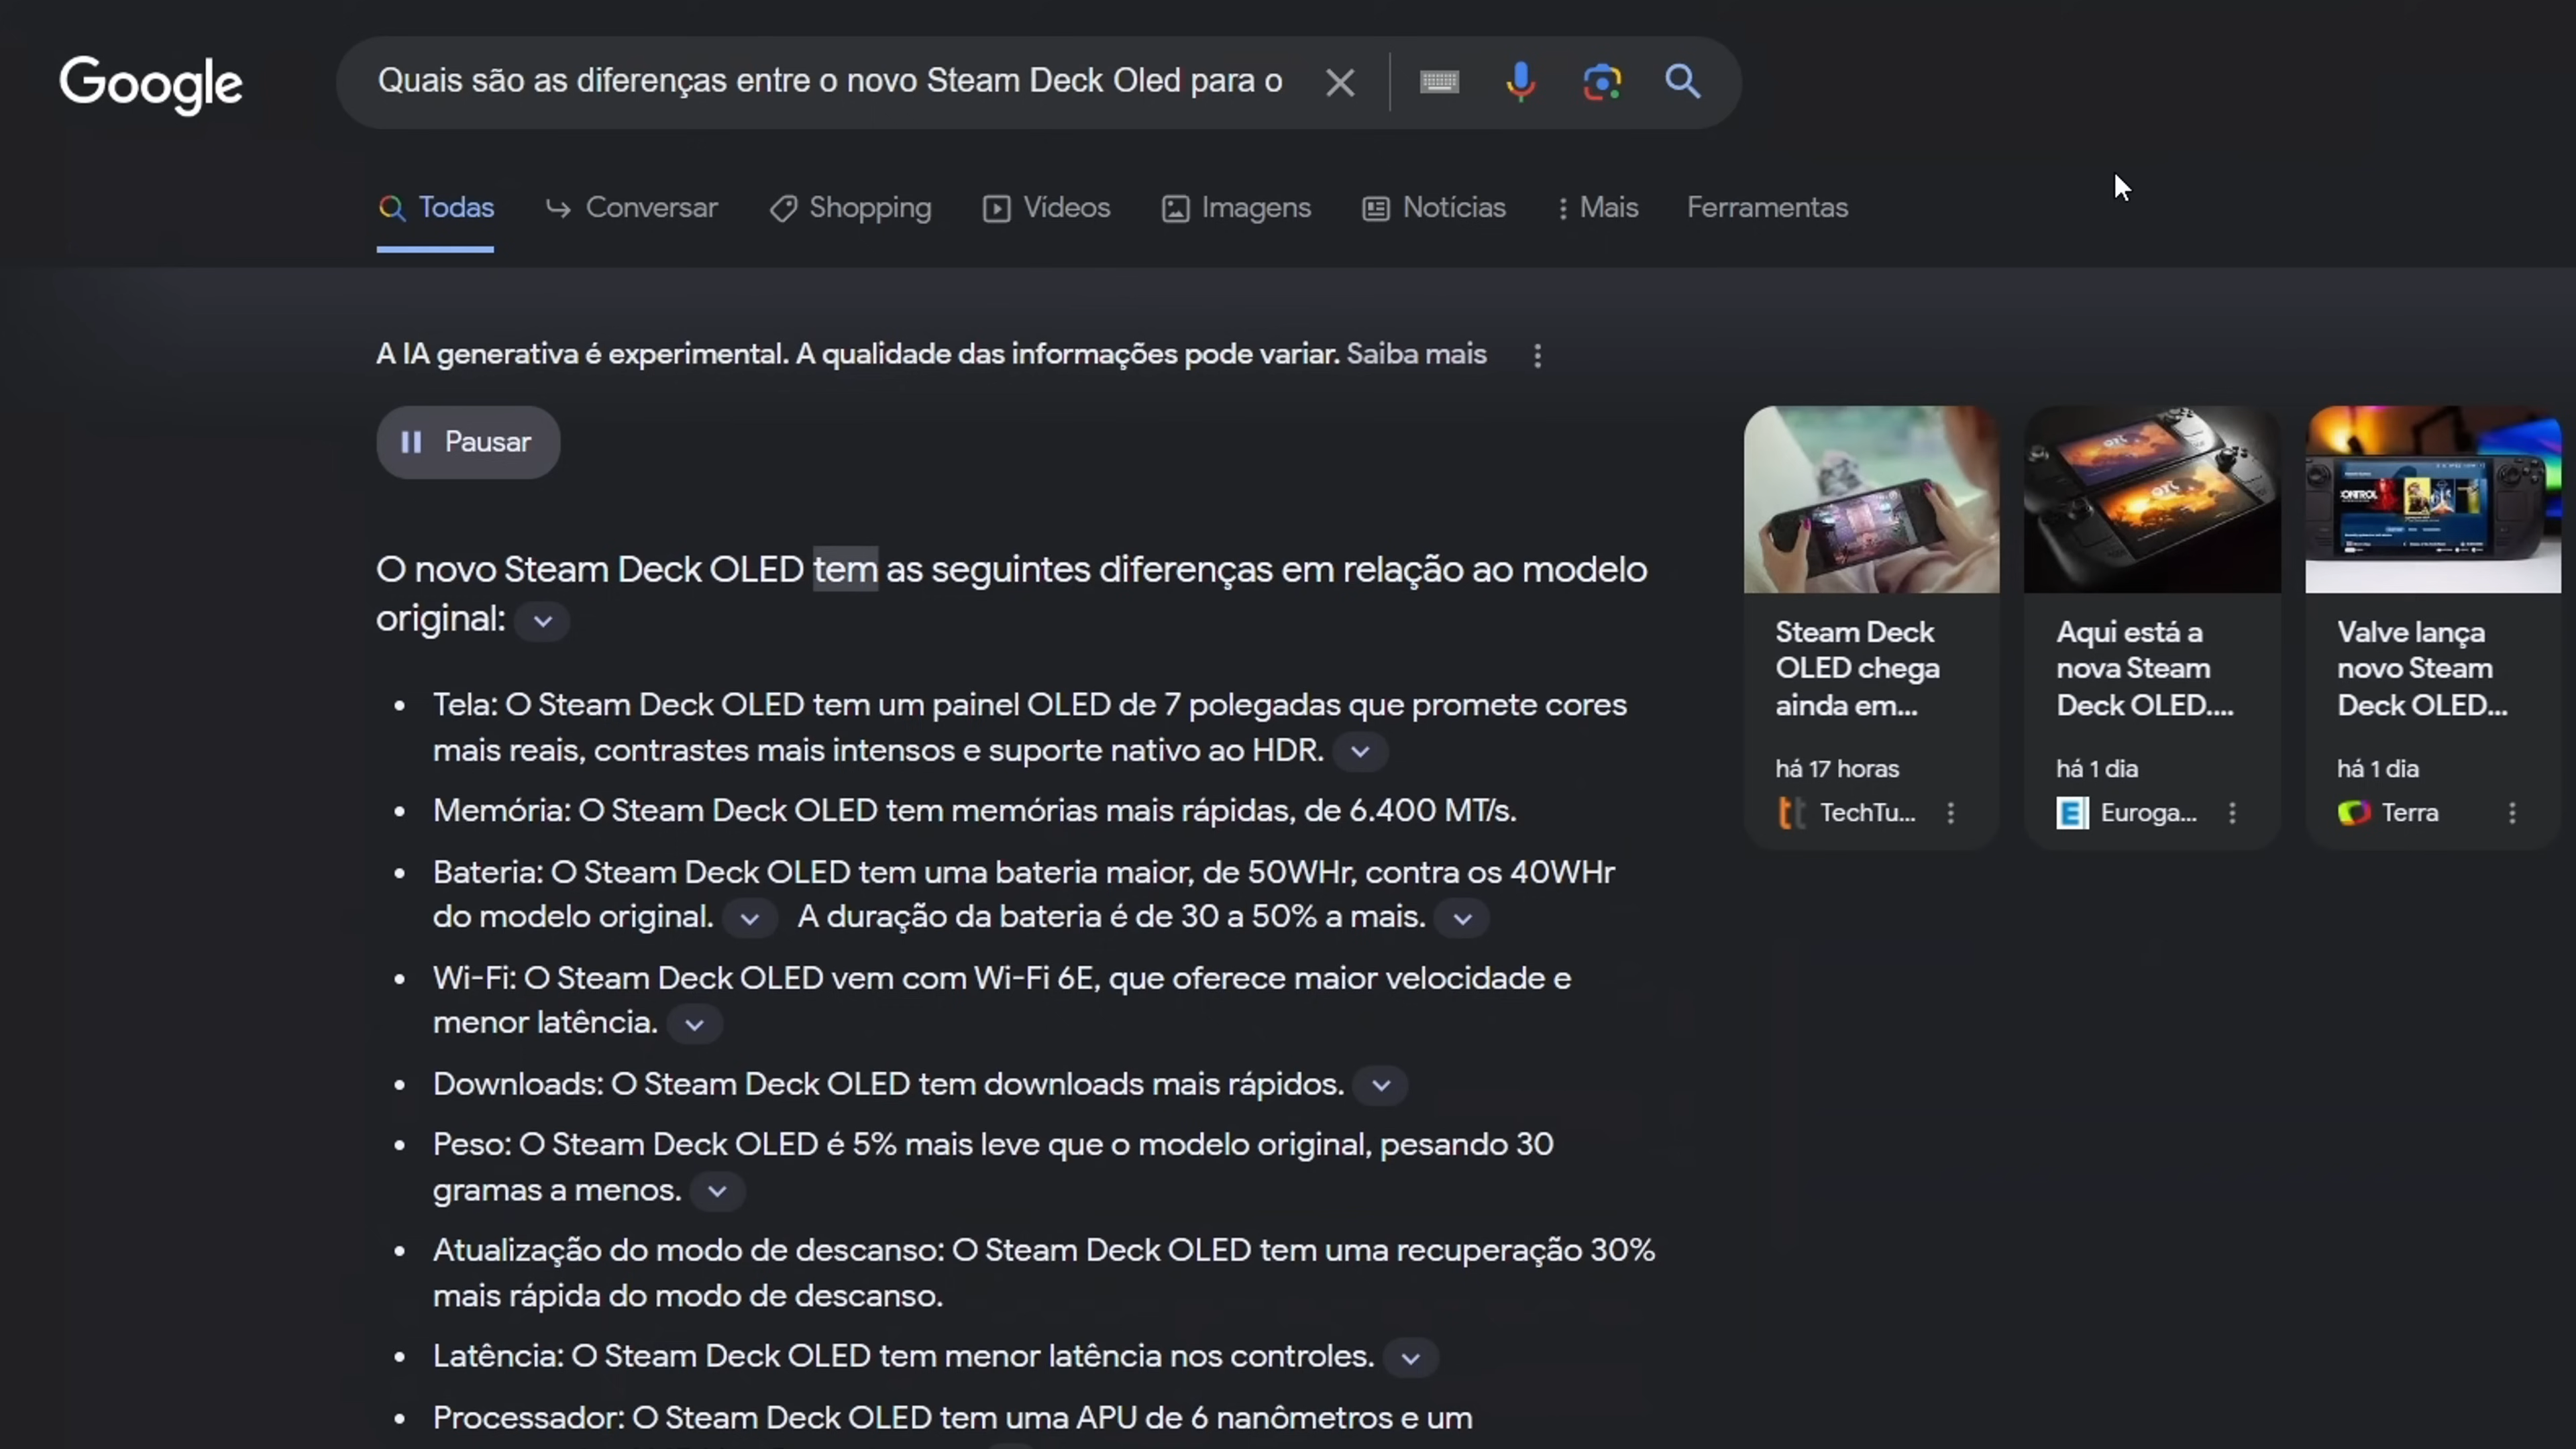 Google
Quais são as diferenças entre o novo Steam Deck Oled para o
Todas
Conversar
Shopping
Vídeos
Imagens
Notícias
Mais
Ferramentas
A IA generativa é experimental. A qualidade das informações pode variar. Saiba mais
Pausar
O novo Steam Deck OLED tem as seguintes diferenças em relação ao modelo
original:
• Tela: O Steam Deck OLED tem um painel OLED de 7 polegadas que promete cores
mais reais, contrastes mais intensos e suporte nativo ao HDR.
• Memória: O Steam Deck OLED tem memórias mais rápidas, de 6.400 MT/s.
• Bateria: O Steam Deck OLED tem uma bateria maior, de 50WHr, contra os 40WHr
do modelo original. A duração da bateria é de 30 a 50% a mais.
• Wi-Fi: O Steam Deck OLED vem com Wi-Fi 6E, que oferece maior velocidade e
menor latência.
• Downloads: O Steam Deck OLED tem downloads mais rápidos.
• Peso: O Steam Deck OLED é 5% mais leve que o modelo original, pesando 30
gramas a menos.
• Atualização do modo de descanso: O Steam Deck OLED tem uma recuperação 30%
mais rápida do modo de descanso.
• Latência: O Steam Deck OLED tem menor latência nos controles.
• Processador: O Steam Deck OLED tem uma APU de 6 nanômetros e um
Steam Deck
OLED chega
ainda em...
há 17 horas
TechTu...
Aqui está a
nova Steam
Deck OLED....
há 1 dia
Euroga...
CONTROL
Valve lança
novo Steam
Deck OLED...
há 1 dia
Terra